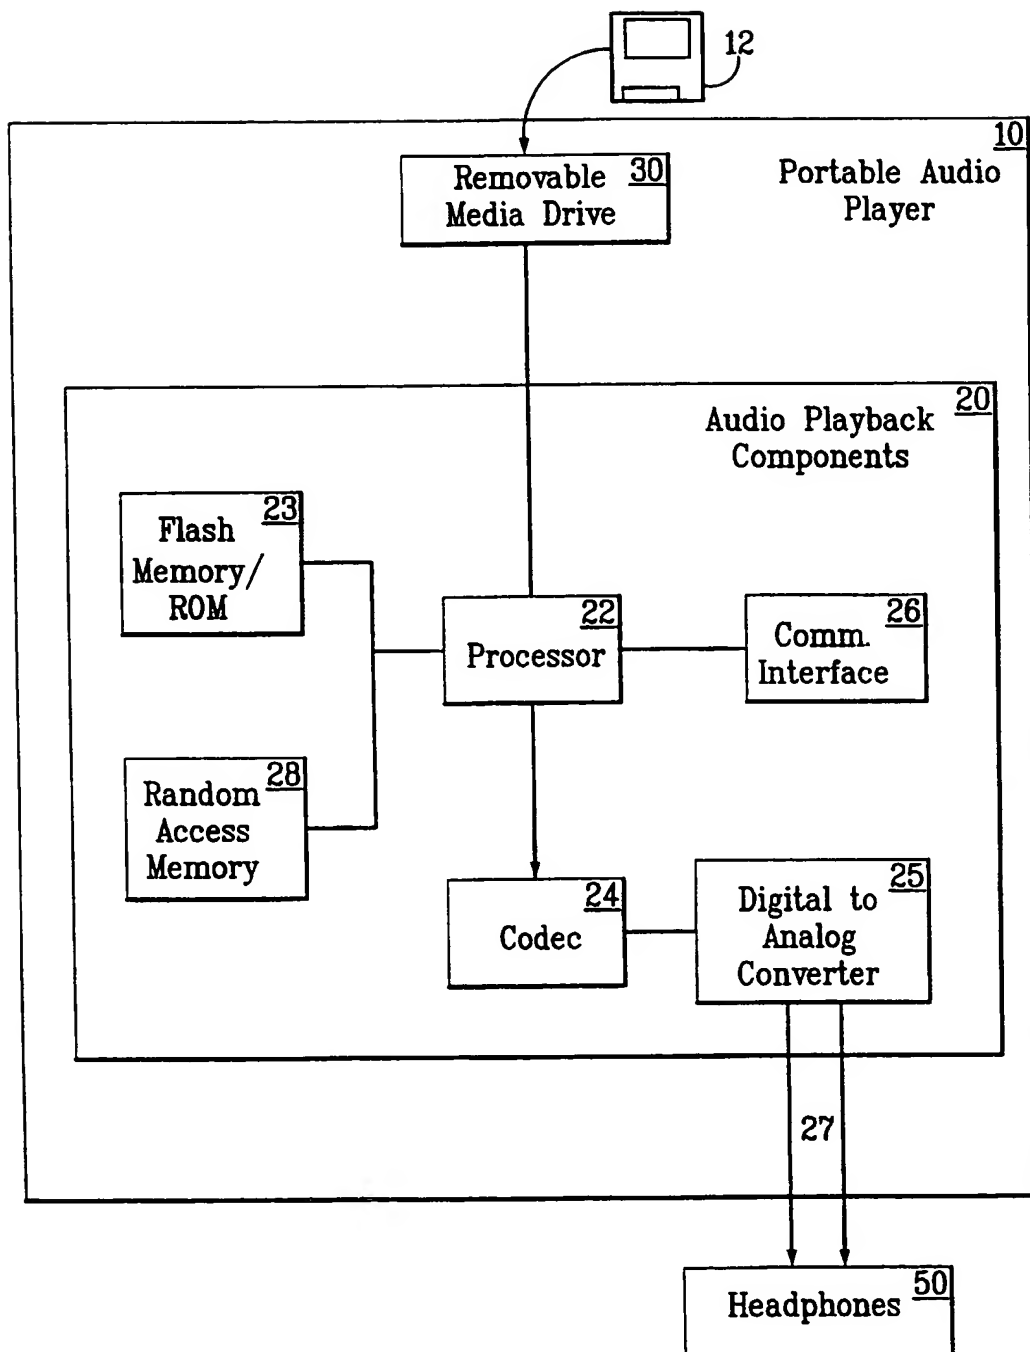 12
10
Portable Audio
Player
Removable 30
Media Drive
20
Audio Playback
Components
23
Flash
Memory/
ROM
22
Processor
26
Comm.
Interface
28
Random
Access
Memory
24
Codec
25
Digital to
Analog
Converter
27
50
Headphones